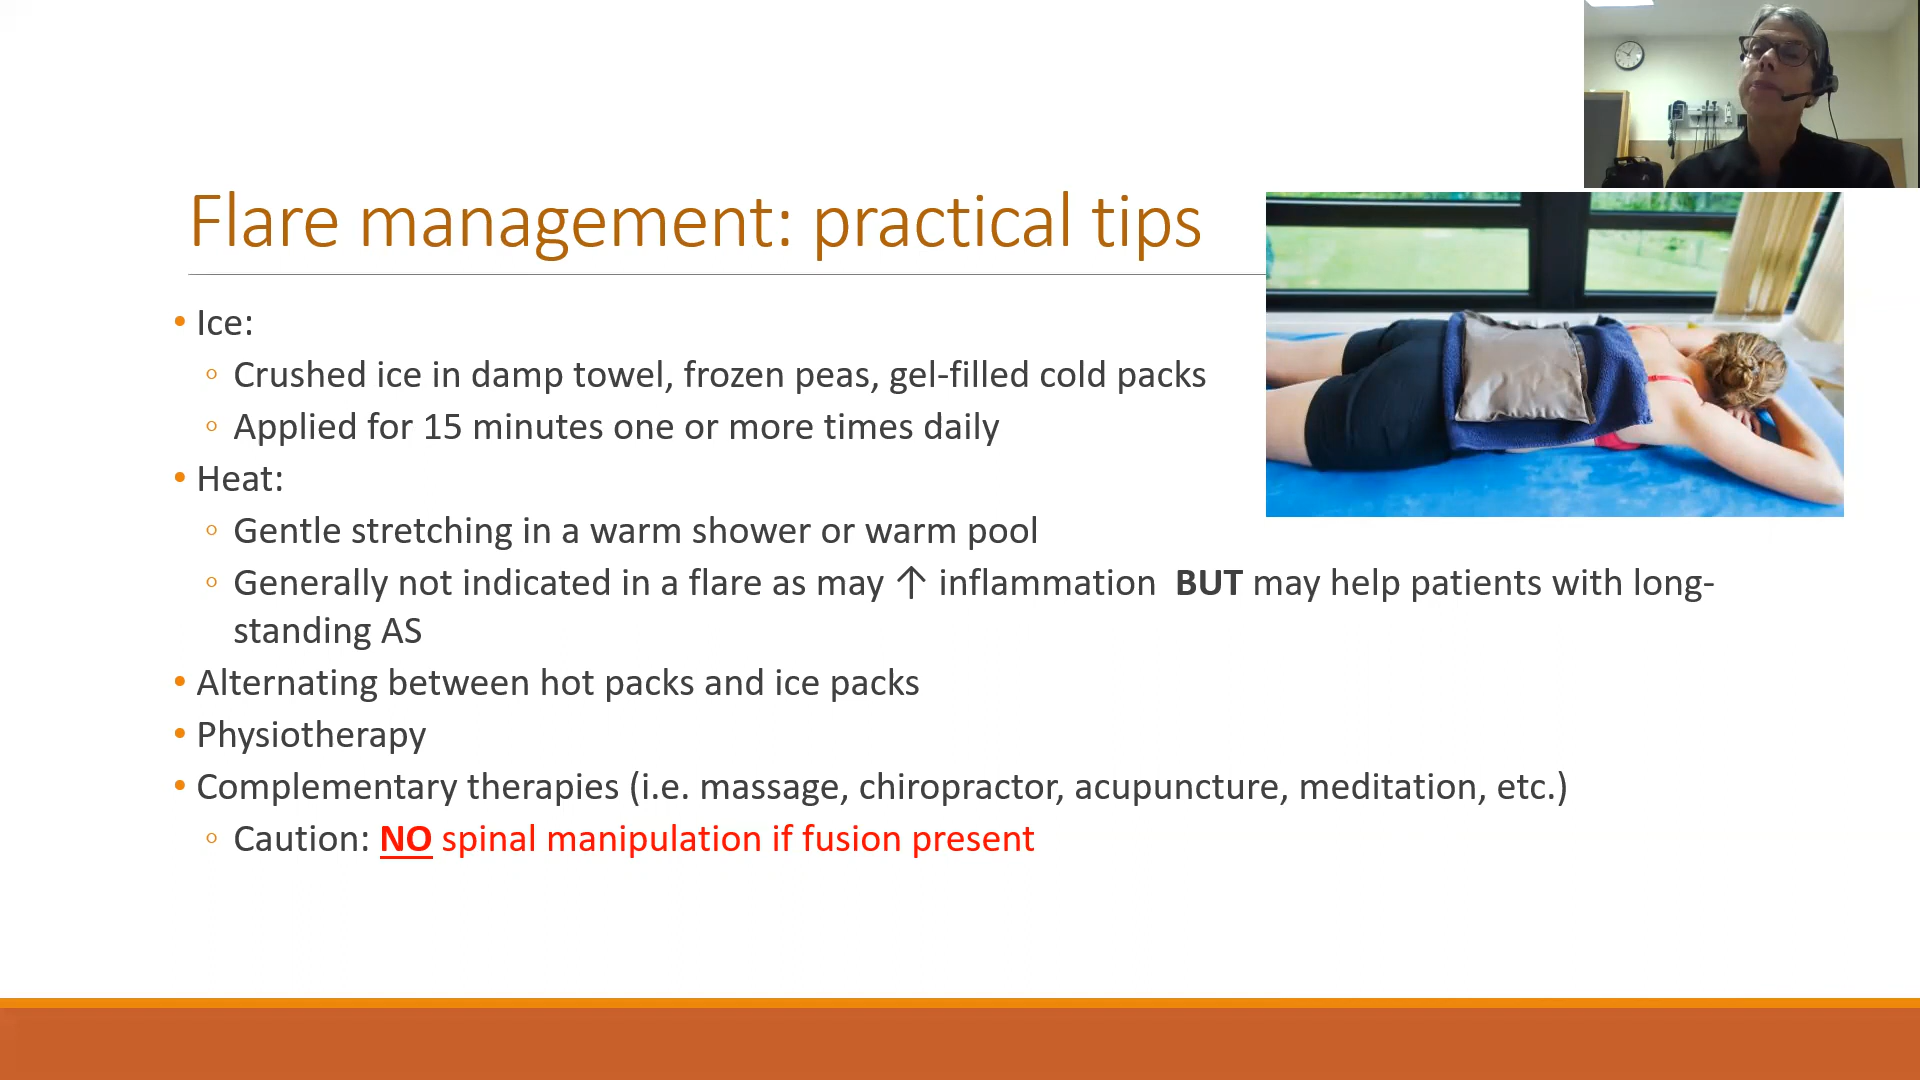 Flare management: practical tips
• Ice:
◦ Crushed ice in damp towel, frozen peas, gel-filled cold packs
◦ Applied for 15 minutes one or more times daily
• Heat:
◦ Gentle stretching in a warm shower or warm pool
◦ Generally not indicated in a flare as may ↑ inflammation BUT may help patients with long-
standing AS
• Alternating between hot packs and ice packs
• Physiotherapy
• Complementary therapies (i.e. massage, chiropractor, acupuncture, meditation, etc.)
◦ Caution: NO spinal manipulation if fusion present